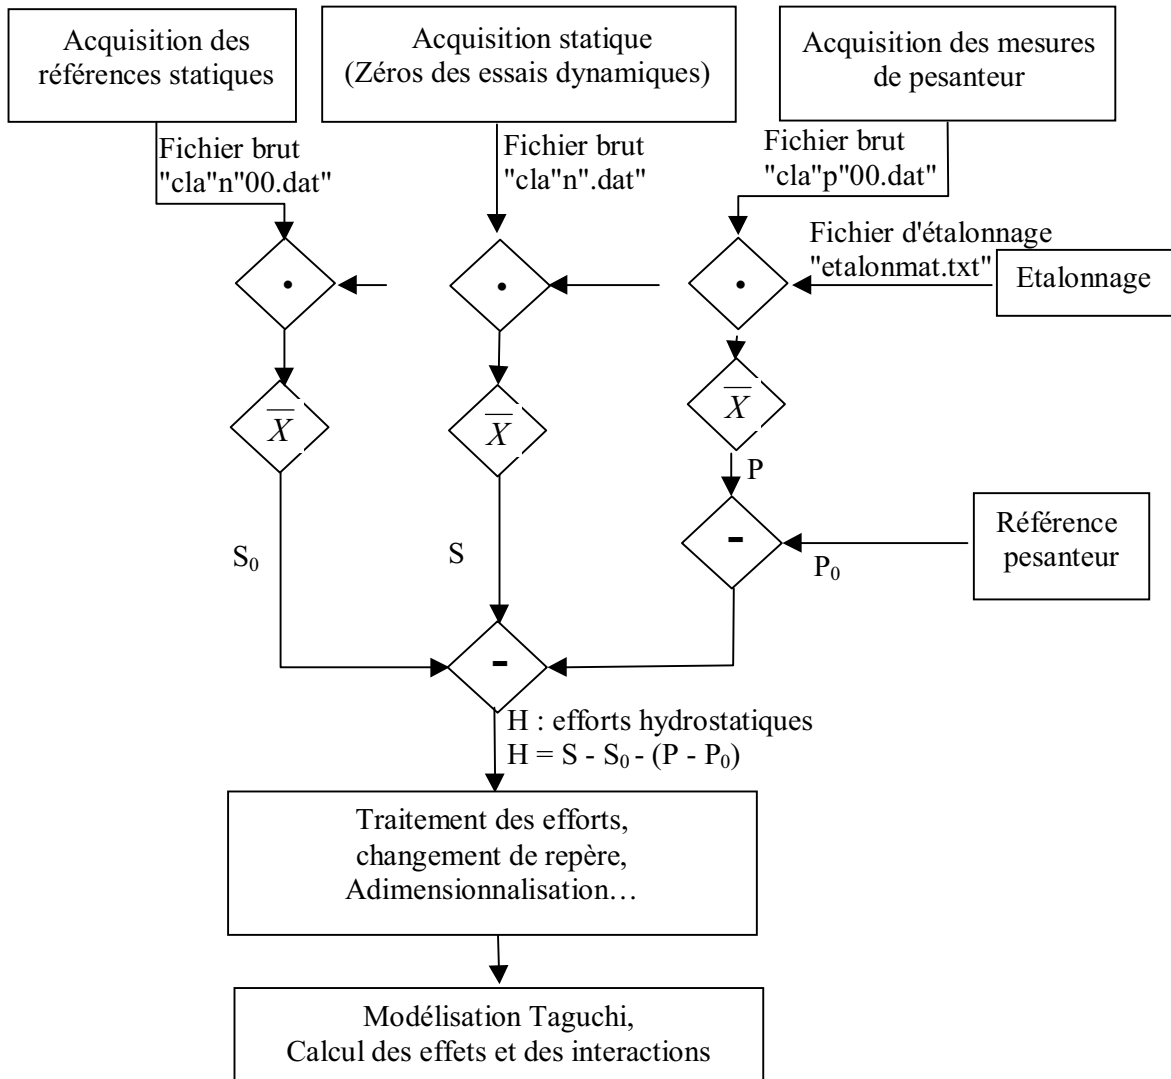 Acquisition des
références statiques
Acquisition statique
(Zéros des essais dynamiques)
Acquisition des mesures
de pesanteur
Fichier brut
"cla"n"00.dat"
Fichier brut
"cla"n".dat"
Fichier brut
"cla"p"00.dat"
Fichier d'étalonnage
"etalonmat.txt"
Etalonnage
.
.
.
X̅
X̅
X̅
P
Référence
pesanteur
-
P₀
S₀
S
-
H : efforts hydrostatiques
H = S - S₀ - (P - P₀)
Traitement des efforts,
changement de repère,
Adimensionnalisation…
Modélisation Taguchi,
Calcul des effets et des interactions